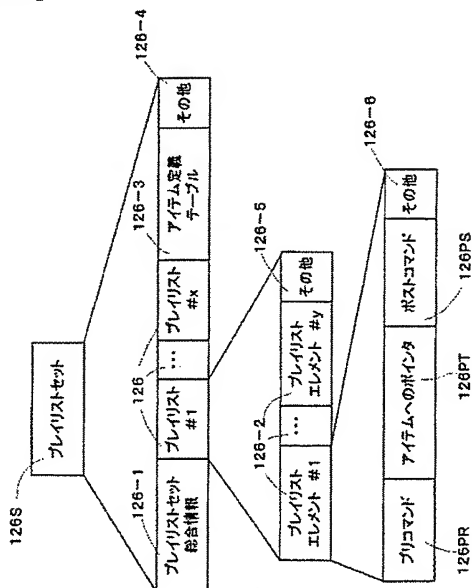 126S
プレイリストセット
126-1
126
126-3
126-4
プレイリストセット
総合情報
プレイリスト
#1
...
プレイリスト
#x
アイテム定義
テーブル
その他
126-2
126-5
プレイリスト
エレメント #1
...
プレイリスト
エレメント #y
その他
126-6
プリコマンド
アイテムへのポインタ
ポストコマンド
その他
126PR
126PT
126PS